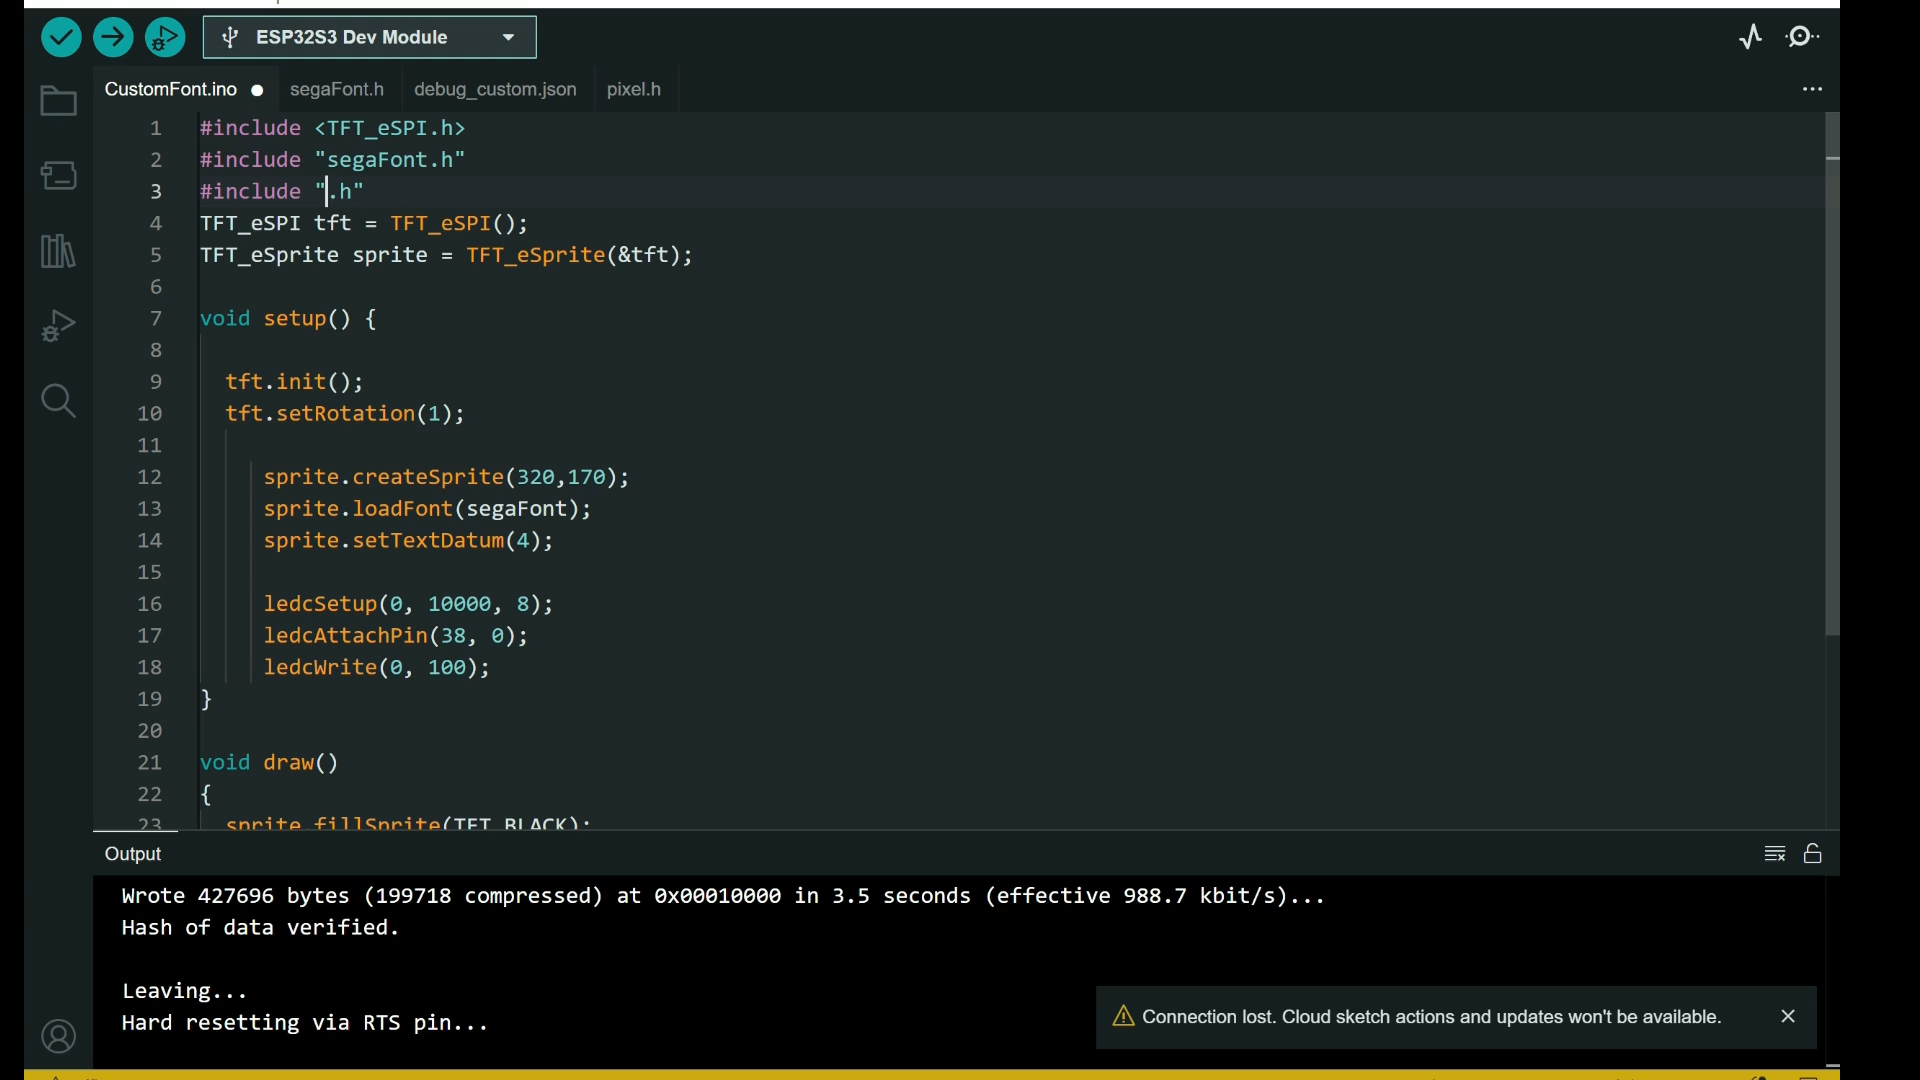 ESP32S3 Dev Module
CustomFont.ino segaFont.h debug_custom.json pixel.h
1 #include <TFT_eSPI.h>
2 #include "segaFont.h"
3 #include ".h"
4 TFT_eSPI tft = TFT_eSPI();
5 TFT_eSprite sprite = TFT_eSprite(&tft);
6
7 void setup() {
8
9 tft.init();
10 tft.setRotation(1);
11
12 sprite.createSprite(320,170);
13 sprite.loadFont(segaFont);
14 sprite.setTextDatum(4);
15
16 ledcSetup(0, 10000, 8);
17 ledcAttachPin(38, 0);
18 ledcWrite(0, 100);
19 }
20
21 void draw()
22 {
23 sprite.fillSprite(TFT_BLACK);
Output
Wrote 427696 bytes (199718 compressed) at 0x00010000 in 3.5 seconds (effective 988.7 kbit/s)...
Hash of data verified.
Leaving...
Hard resetting via RTS pin...
Connection lost. Cloud sketch actions and updates won't be available.